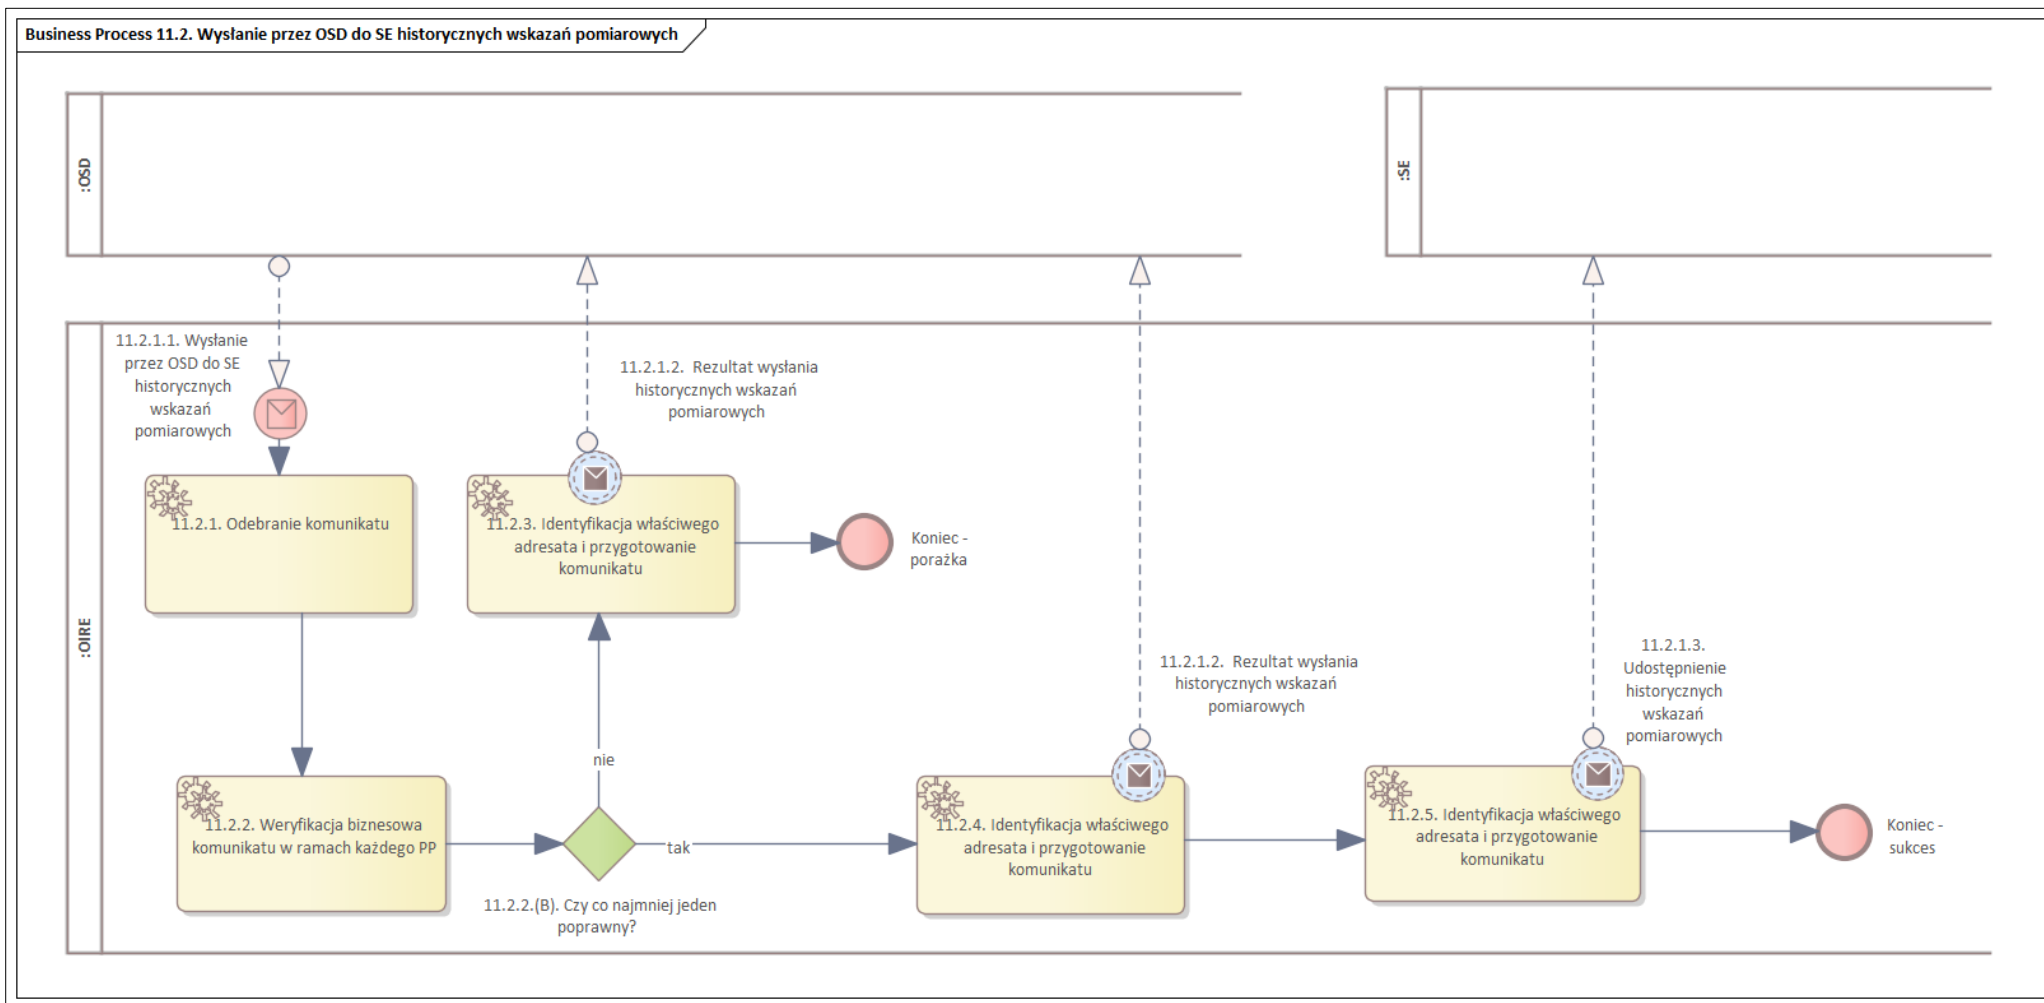 Business Process 11.2. Wysłanie przez OSD do SE historycznych wskazań pomiarowych
:OSD
:SE
:OIRE
11.2.1.1. Wysłanie
przez OSD do SE
historycznych
wskazań
pomiarowych
11.2.1.2.  Rezultat wysłania
historycznych wskazań
pomiarowych
11.2.1. Odebranie komunikatu
11.2.3. Identyfikacja właściwego
adresata i przygotowanie
komunikatu
Koniec -
porażka
11.2.1.2.  Rezultat wysłania
historycznych wskazań
pomiarowych
11.2.1.3.
Udostępnienie
historycznych
wskazań
pomiarowych
nie
11.2.2. Weryfikacja biznesowa
komunikatu w ramach każdego PP
tak
11.2.2.(B). Czy co najmniej jeden
poprawny?
11.2.4. Identyfikacja właściwego
adresata i przygotowanie
komunikatu
11.2.5. Identyfikacja właściwego
adresata i przygotowanie
komunikatu
Koniec -
sukces